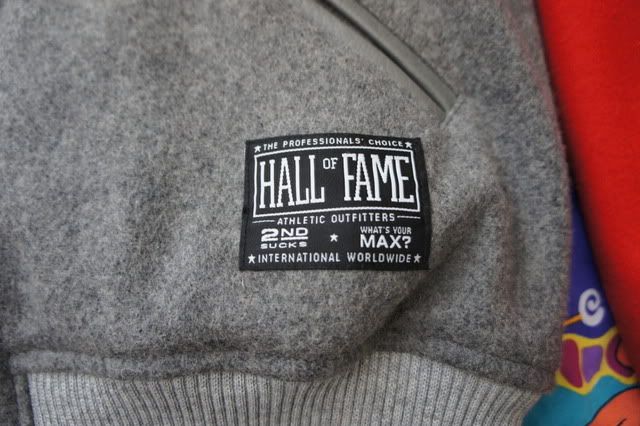 ★ THE PROFESSIONALS' CHOICE ★
HALL OF FAME
ATHLETIC OUTFITTERS
2ND ★ WHAT'S YOUR
SUCKS MAX?
★ INTERNATIONAL WORLDWIDE ★